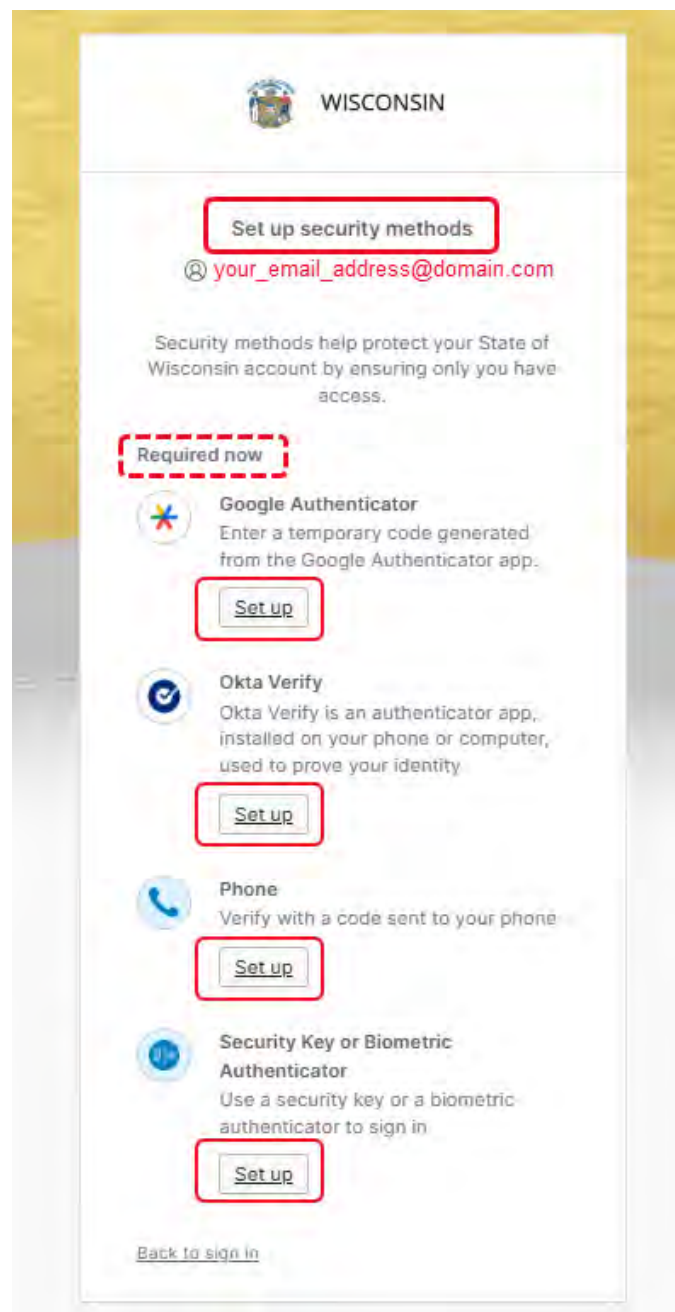 WISCONSIN
Set up security methods
your_email_address@domain.com
Security methods help protect your State of
Wisconsin account by ensuring only you have
access.
Required now
Google Authenticator
Enter a temporary code generated
from the Google Authenticator app.
Set up
Okta Verify
Okta Verify is an authenticator app,
installed on your phone or computer,
used to prove your identity
Set up
Phone
Verify with a code sent to your phone
Set up
Security Key or Biometric
Authenticator
Use a security key or a biometric
authenticator to sign in
Set up
Back to sign in